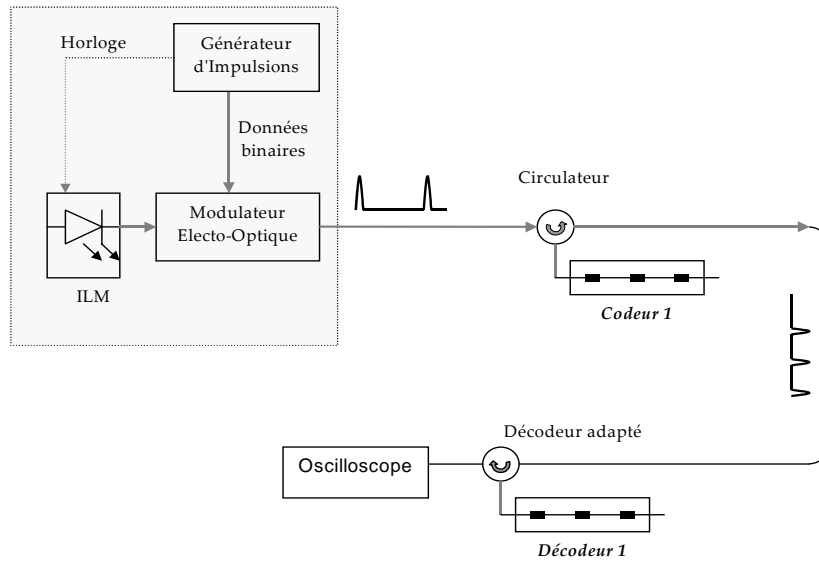 Horloge
Générateur
d'Impulsions
Données
binaires
Modulateur
Electo-Optique
ILM
Circulateur
Codeur 1
Décodeur adapté
Oscilloscope
Décodeur 1